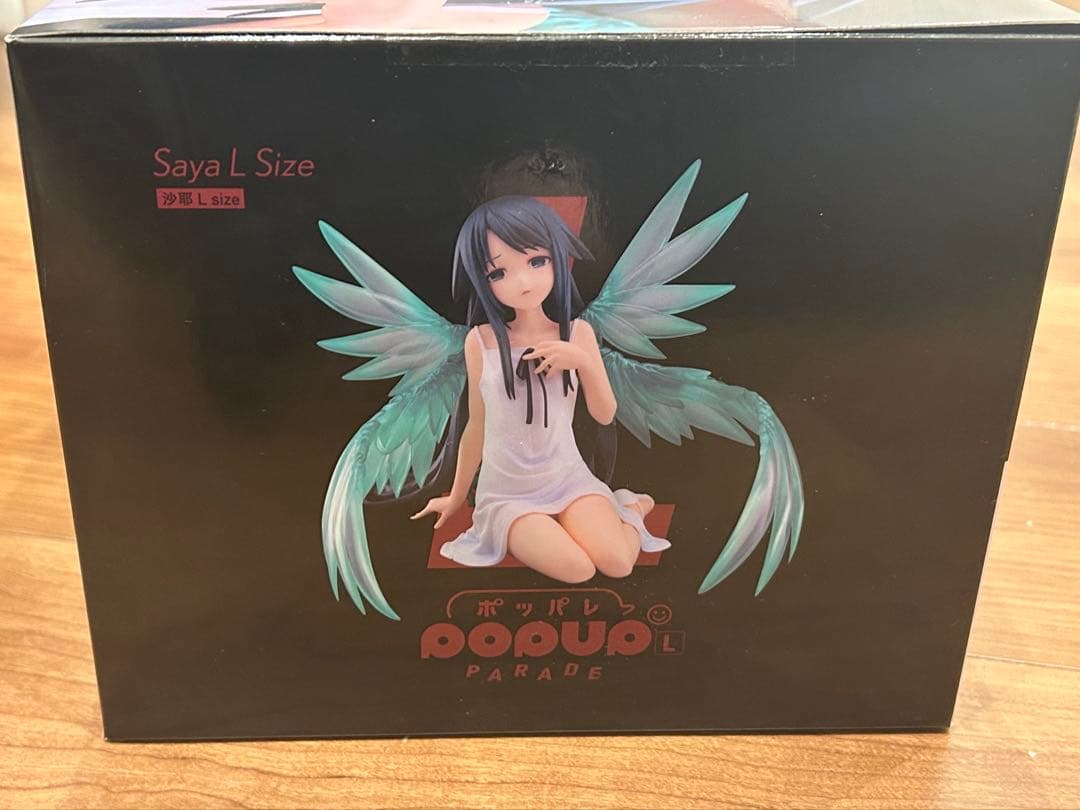 Saya L Size
沙耶 L size
ポッパレ
POPUP
L
PARADE